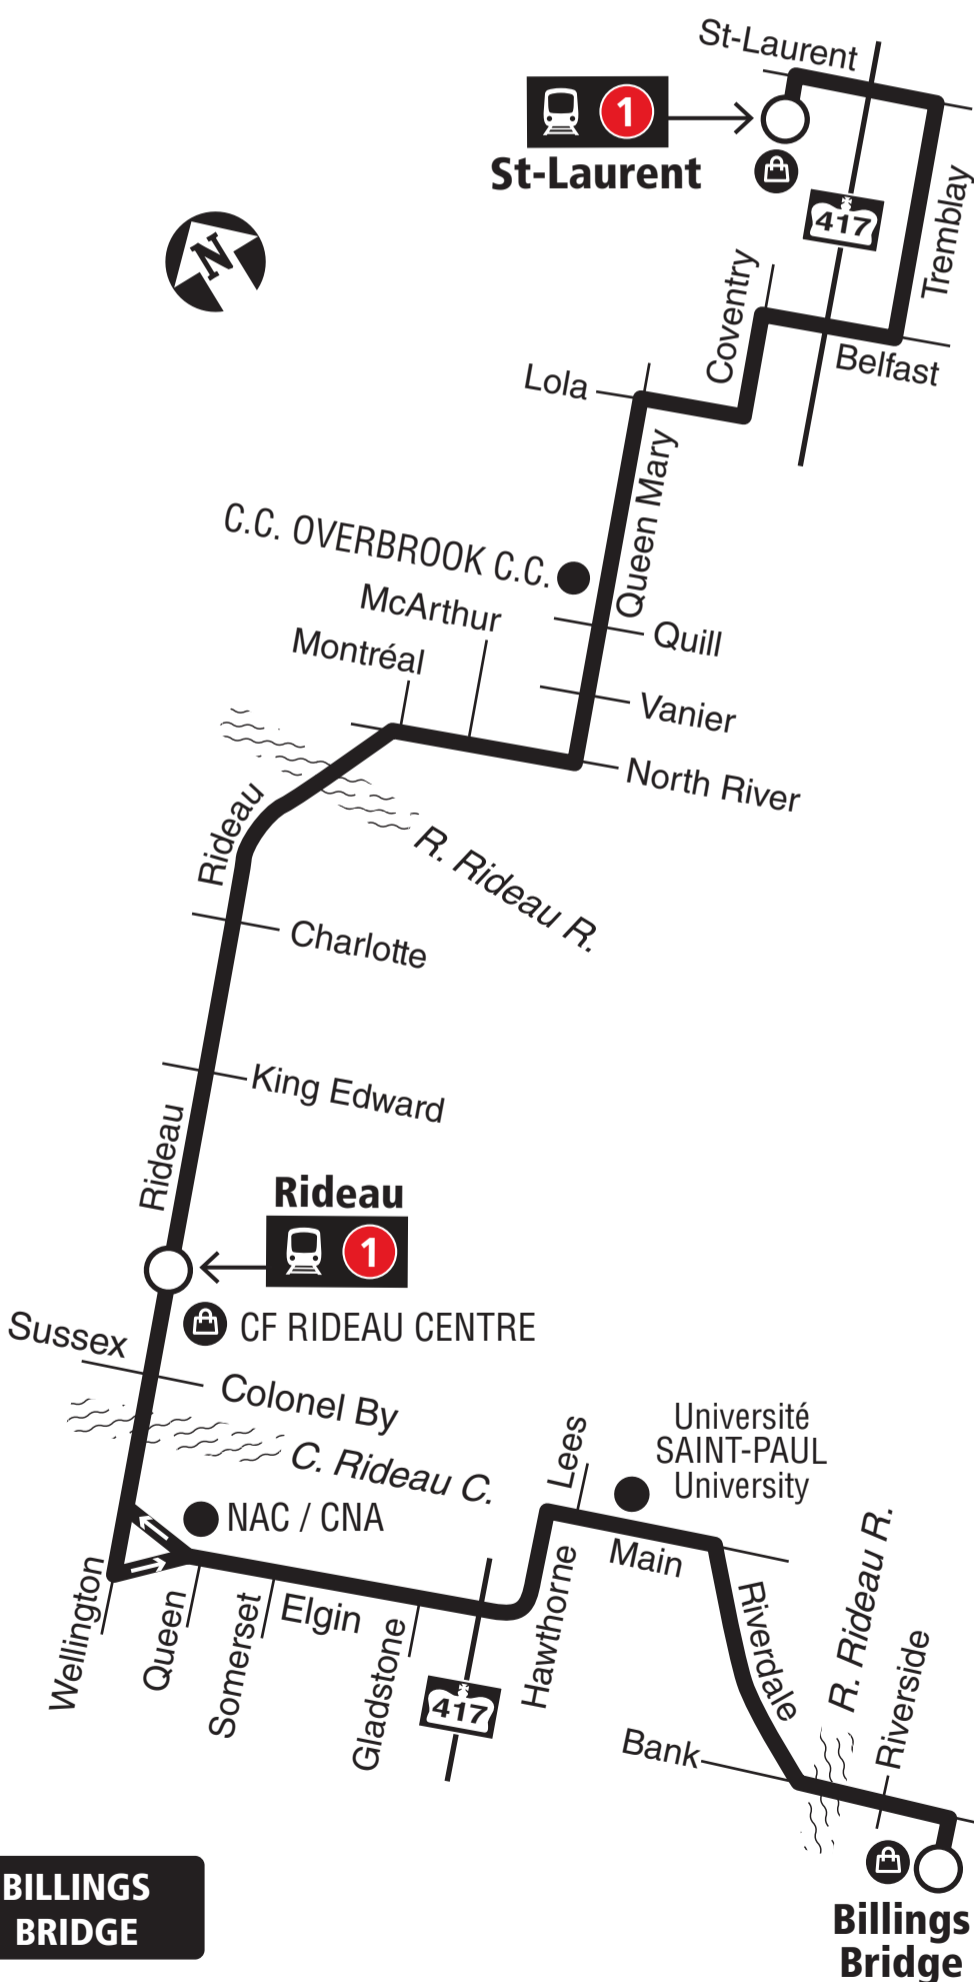 St-Laurent
1
St-Laurent
417
Tremblay
N
Coventry
Belfast
Lola
Queen Mary
C.C. OVERBROOK C.C.
McArthur
Montréal
Quill
Vanier
North River
Rideau
R. Rideau R.
Charlotte
King Edward
Rideau
Rideau
1
CF RIDEAU CENTRE
Sussex
Colonel By
C. Rideau C.
NAC / CNA
Lees
Université
SAINT-PAUL
University
Main
Wellington
Queen
Somerset
Elgin
Gladstone
417
Hawthorne
Riverdale
R. Rideau R.
Riverside
Bank
BILLINGS
BRIDGE
Billings
Bridge